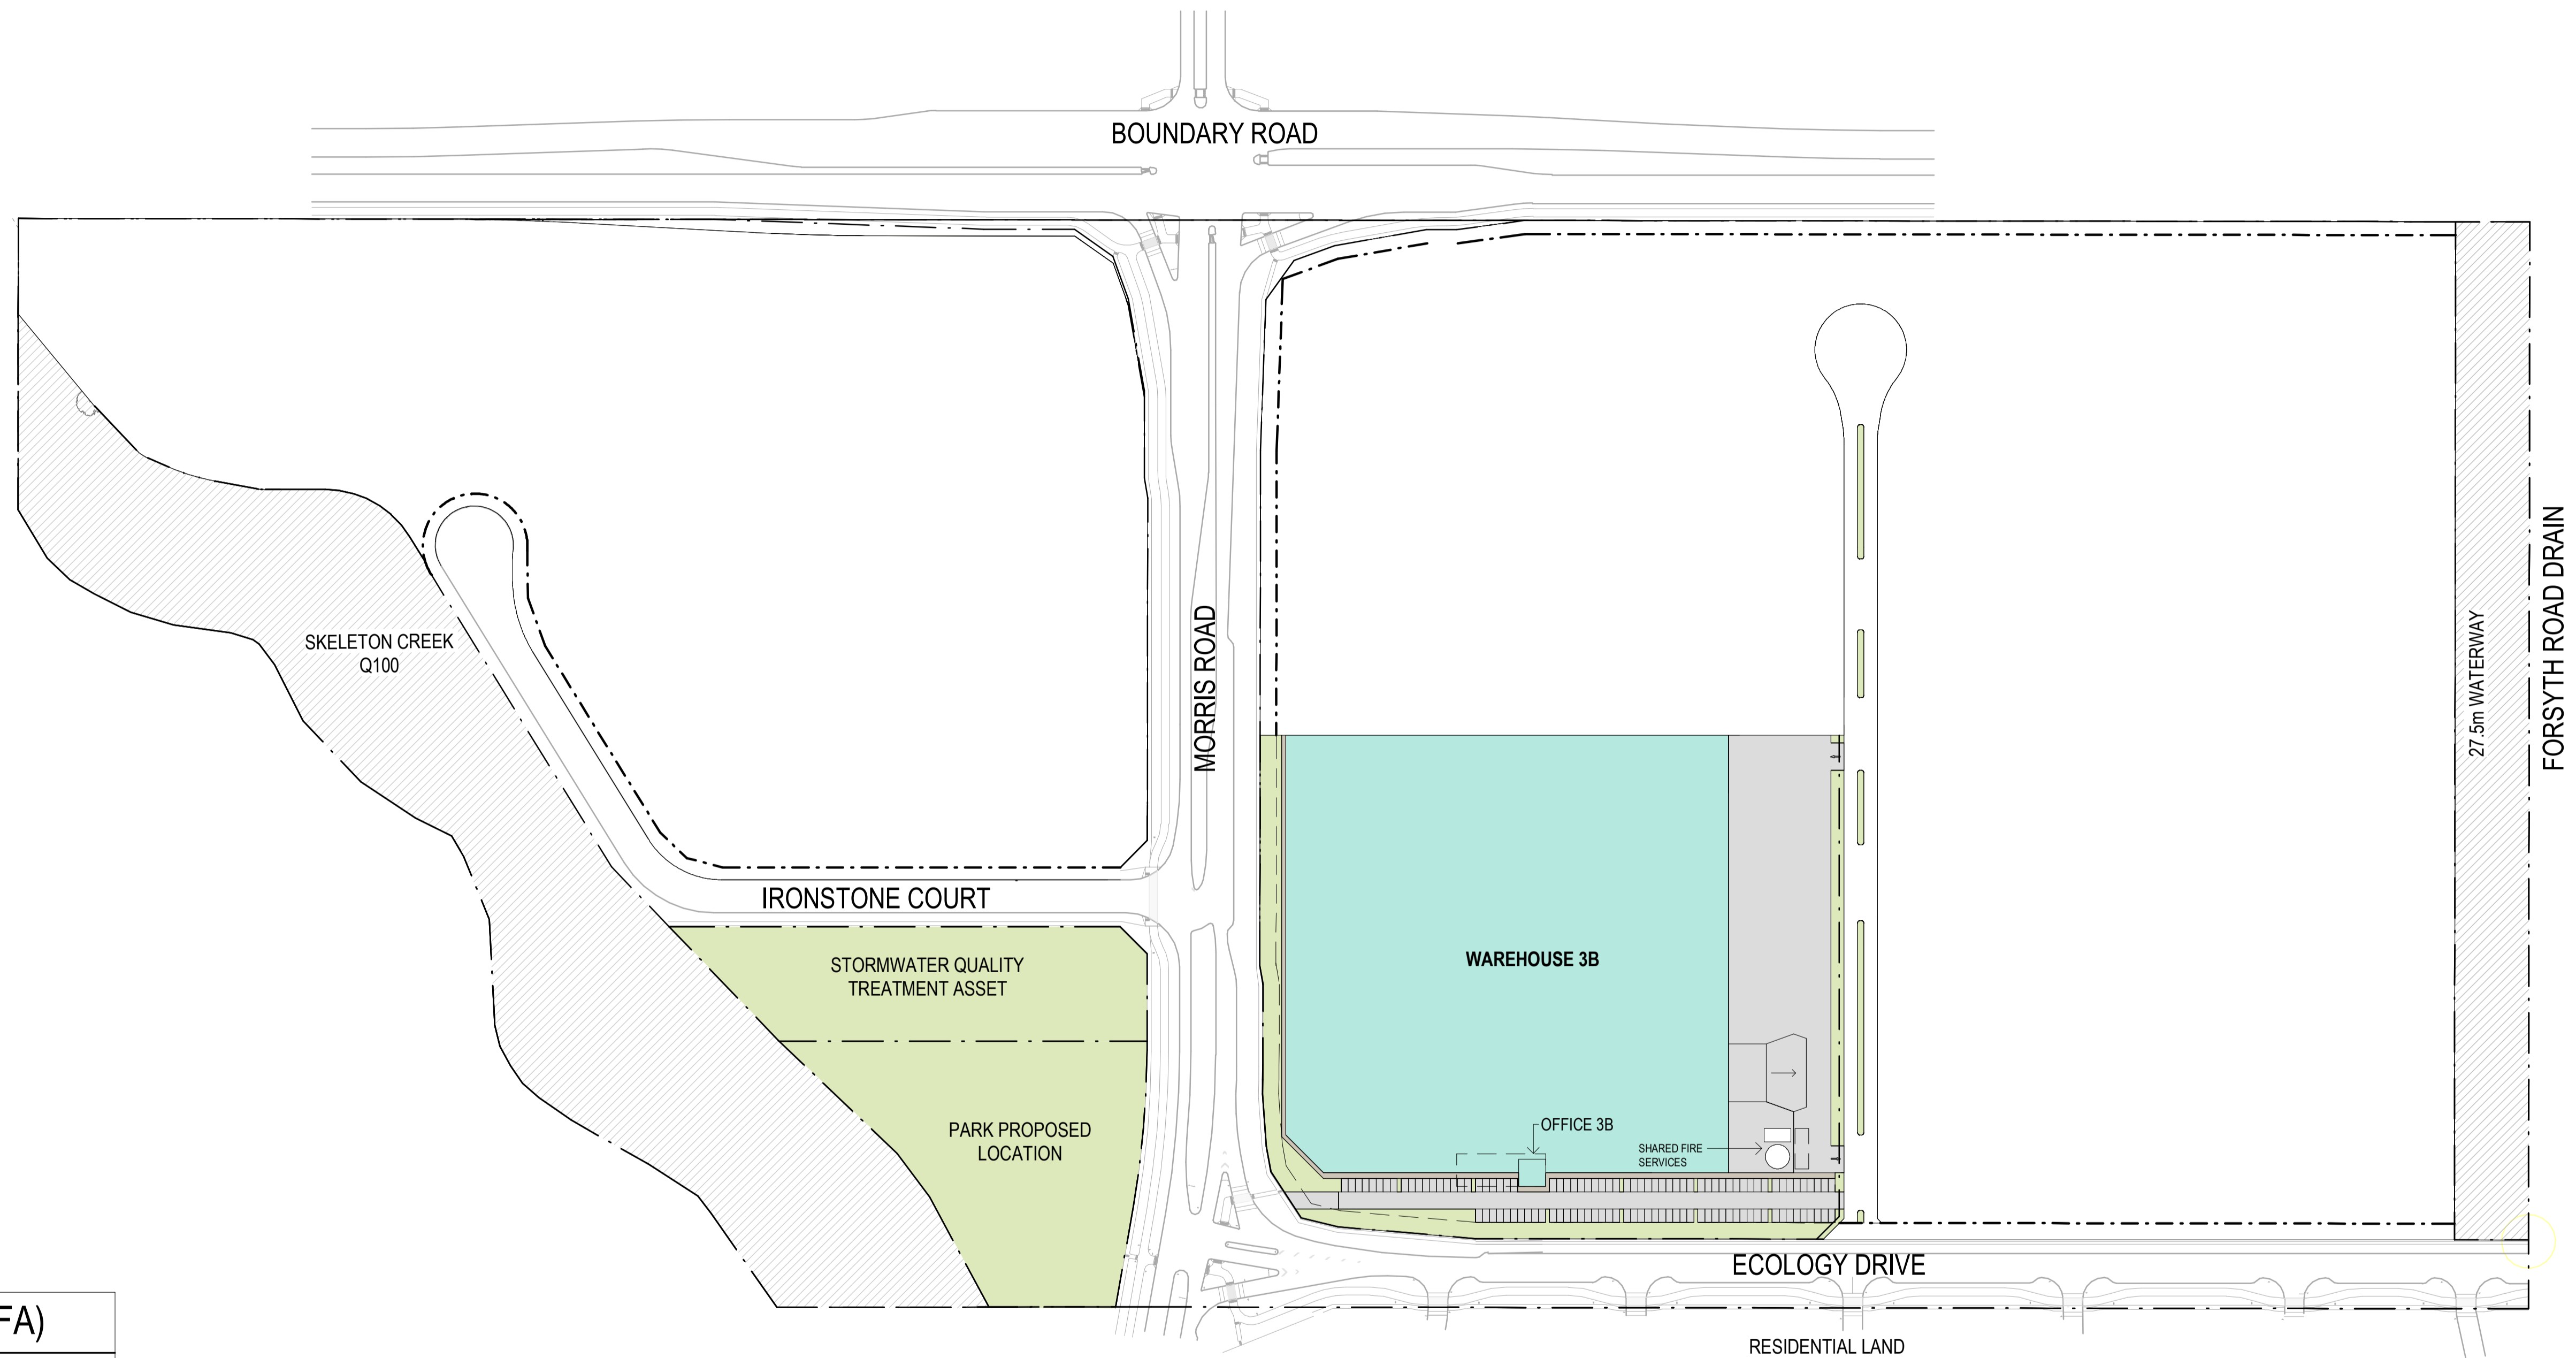 BOUNDARY ROAD
SKELETON CREEK
Q100
MORRIS ROAD
27.5m WATERWAY
FORSYTH ROAD DRAIN
IRONSTONE COURT
STORMWATER QUALITY
TREATMENT ASSET
WAREHOUSE 3B
PARK PROPOSED
LOCATION
OFFICE 3B
SHARED FIRE
SERVICES
ECOLOGY DRIVE
RESIDENTIAL LAND
FA)